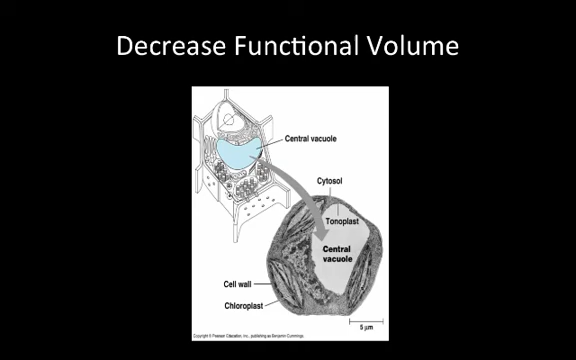 Decrease Functional Volume
Central vacuole
Cytosol
Tonoplast
Central
vacuole
Cell wall
Chloroplast
5 µm
Copyright © Pearson Education, Inc., publishing as Benjamin Cummings.